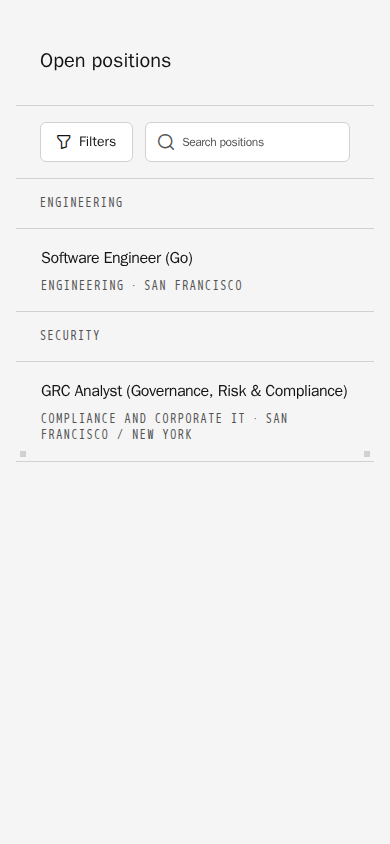 Open positions
Filters
Search positions
ENGINEERING
Software Engineer (Go)
ENGINEERING · SAN FRANCISCO
SECURITY
GRC Analyst (Governance, Risk & Compliance)
COMPLIANCE AND CORPORATE IT · SAN
FRANCISCO / NEW YORK